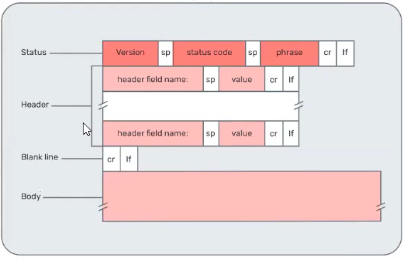 Status Version sp status code sp phrase cr lf
header field name: sp value cr lf
Header
header field name: sp value cr lf
Blank line cr lf
Body